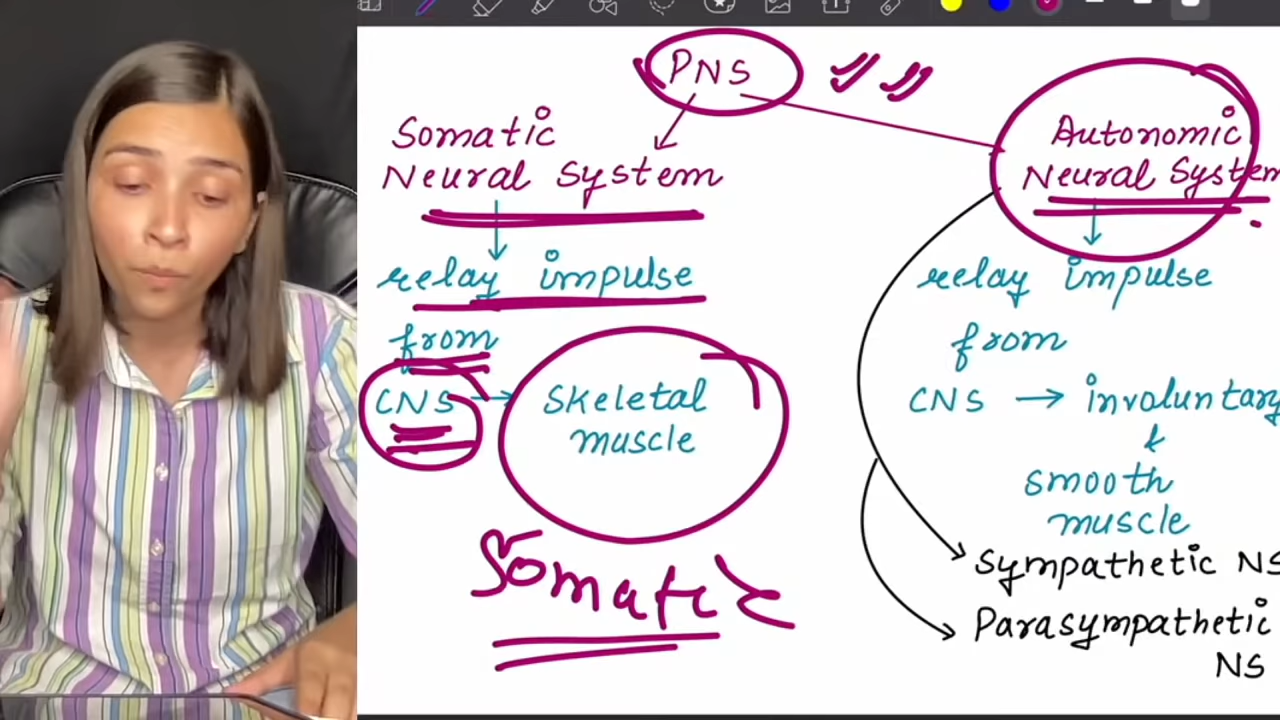 PNS
Somatic
Neural System
relay impulse
from
CNS → Skeletal
muscle
Somatic
Autonomic
Neural System
relay impulse
from
CNS → involuntary
&
smooth
muscle
Sympathetic NS
Parasympathetic
NS